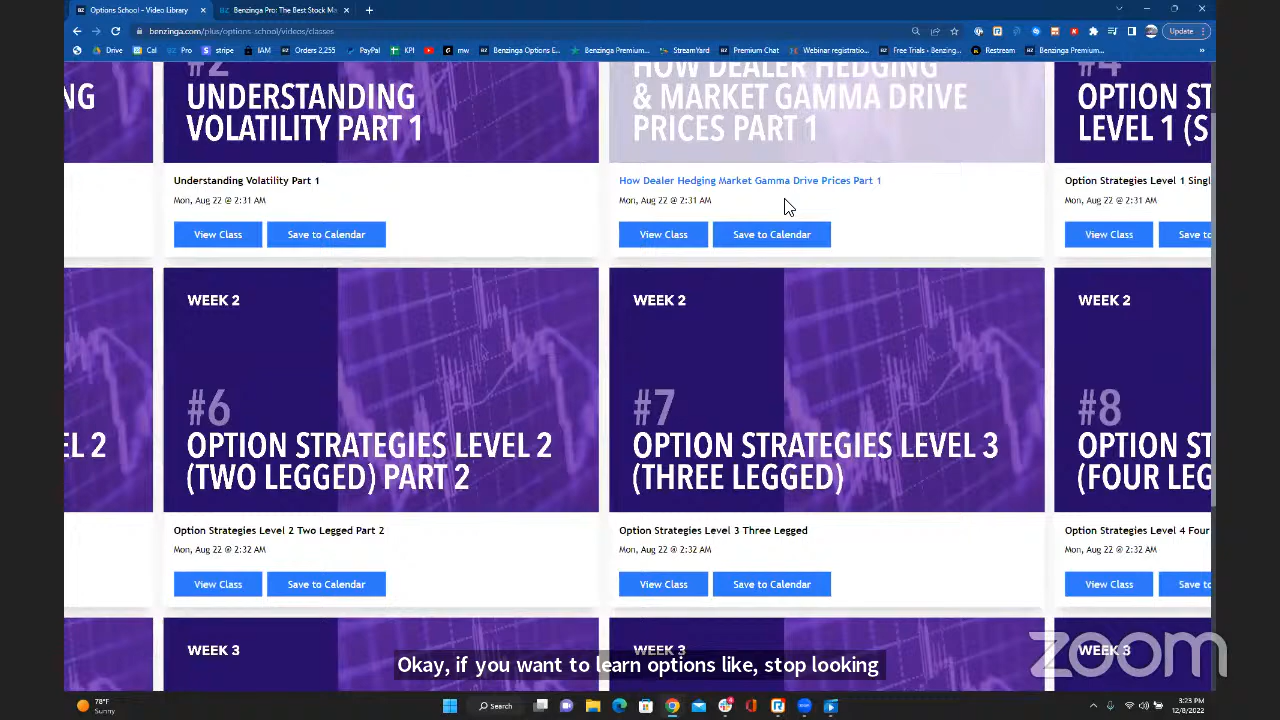 Options School - Video Library
Benzinga Pro: The Best Stock Ma
benzinga.com/plus/options-school/videos/classes
Update
Drive
Cal
Pro
stripe
IAM
Orders 2,255
PayPal
KPI
mw
Benzinga Options E...
Benzinga Premium...
StreamYard
Premium Chat
Webinar registratio...
Free Trials - Benzing...
Restream
Benzinga Premium...
NG
#2
UNDERSTANDING
VOLATILITY PART 1
HOW DEALER HEDGING
& MARKET GAMMA DRIVE
PRICES PART 1
#4
OPTION ST
LEVEL 1 (S
Understanding Volatility Part 1
Mon, Aug 22 @ 2:31 AM
View Class
Save to Calendar
How Dealer Hedging Market Gamma Drive Prices Part 1
Mon, Aug 22 @ 2:31 AM
View Class
Save to Calendar
Option Strategies Level 1 Singl
Mon, Aug 22 @ 2:31 AM
View Class
Save to
EL 2
WEEK 2
#6
OPTION STRATEGIES LEVEL 2
(TWO LEGGED) PART 2
WEEK 2
#7
OPTION STRATEGIES LEVEL 3
(THREE LEGGED)
WEEK 2
#8
OPTION ST
(FOUR LEG
Option Strategies Level 2 Two Legged Part 2
Mon, Aug 22 @ 2:32 AM
View Class
Save to Calendar
Option Strategies Level 3 Three Legged
Mon, Aug 22 @ 2:32 AM
View Class
Save to Calendar
Option Strategies Level 4 Four
Mon, Aug 22 @ 2:32 AM
View Class
Save to
WEEK 3
WEEK 3
WEEK 3
Okay, if you want to learn options like, stop looking
zoom
78°F
Sunny
Search
3:23 PM
12/8/2022